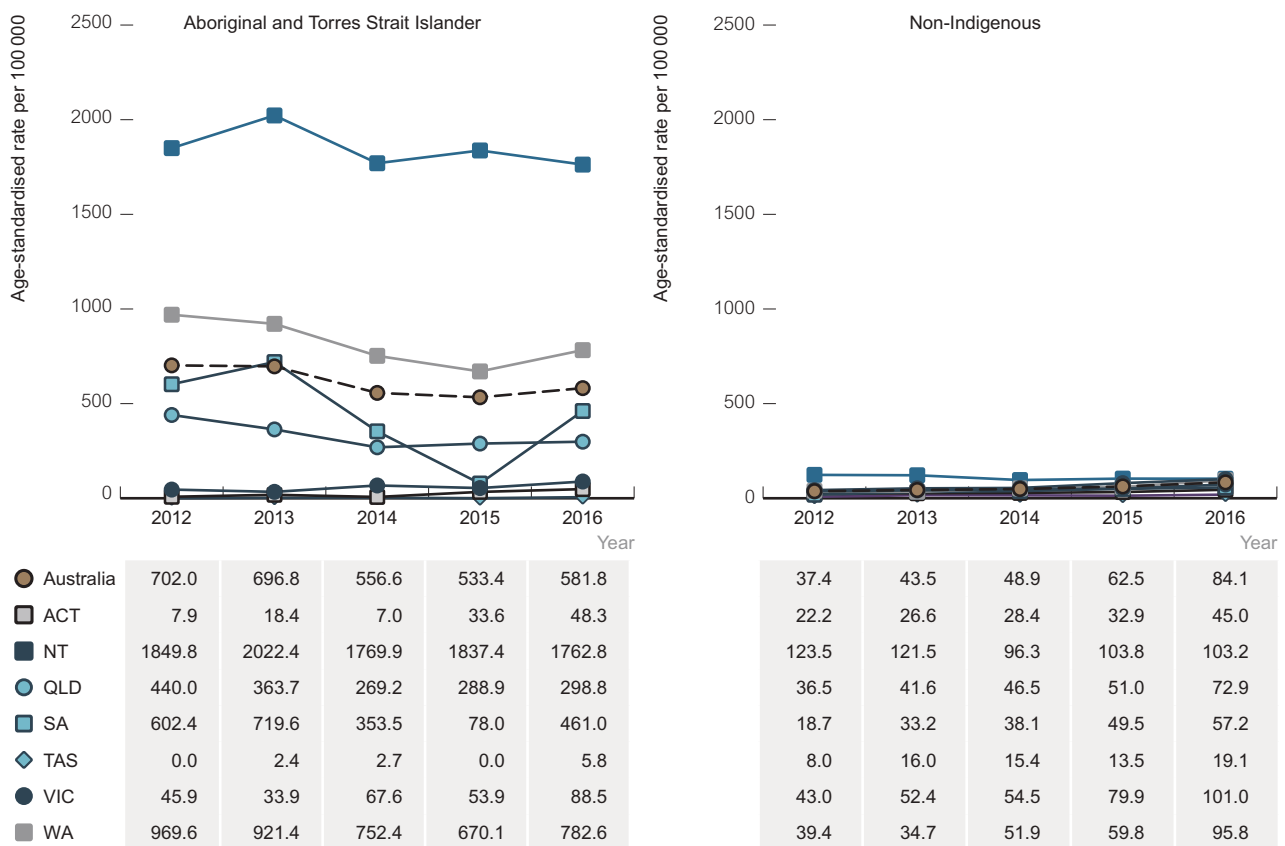 Aboriginal and Torres Strait Islander
Age-standardised rate per 100 000
2500
2000
1500
1000
500
0
2012 2013 2014 2015 2016
Year
Non-Indigenous
Age-standardised rate per 100 000
2500
2000
1500
1000
500
0
2012 2013 2014 2015 2016
Year
Australia 702.0 696.8 556.6 533.4 581.8 37.4 43.5 48.9 62.5 84.1
ACT 7.9 18.4 7.0 33.6 48.3 22.2 26.6 28.4 32.9 45.0
NT 1849.8 2022.4 1769.9 1837.4 1762.8 123.5 121.5 96.3 103.8 103.2
QLD 440.0 363.7 269.2 288.9 298.8 36.5 41.6 46.5 51.0 72.9
SA 602.4 719.6 353.5 78.0 461.0 18.7 33.2 38.1 49.5 57.2
TAS 0.0 2.4 2.7 0.0 5.8 8.0 16.0 15.4 13.5 19.1
VIC 45.9 33.9 67.6 53.9 88.5 43.0 52.4 54.5 79.9 101.0
WA 969.6 921.4 752.4 670.1 782.6 39.4 34.7 51.9 59.8 95.8